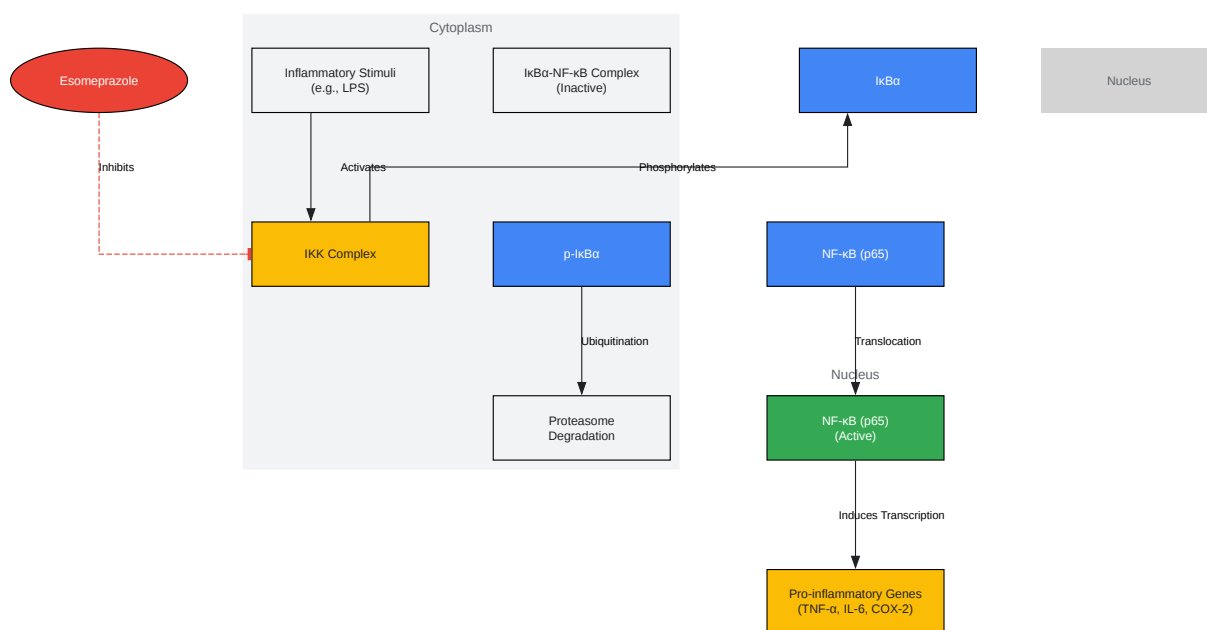 Cytoplasm
Esomeprazole
Inflammatory Stimuli
(e.g., LPS)
IκBα-NF-κB Complex
(Inactive)
IκBα
Nucleus
Inhibits
Activates
Phosphorylates
IKK Complex
p-IκBα
NF-κB (p65)
Ubiquitination
Translocation
Nucleus
Proteasome
Degradation
NF-κB (p65)
(Active)
Induces Transcription
Pro-inflammatory Genes
(TNF-α, IL-6, COX-2)